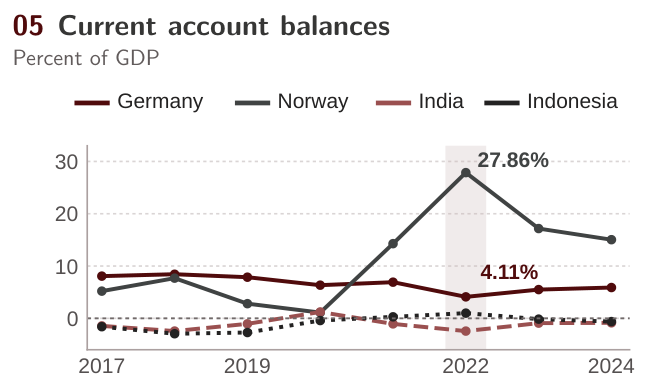 05 Current account balances
Percent of GDP
Germany Norway India Indonesia
30
27.86%
20
10
4.11%
0
2017 2019 2022 2024